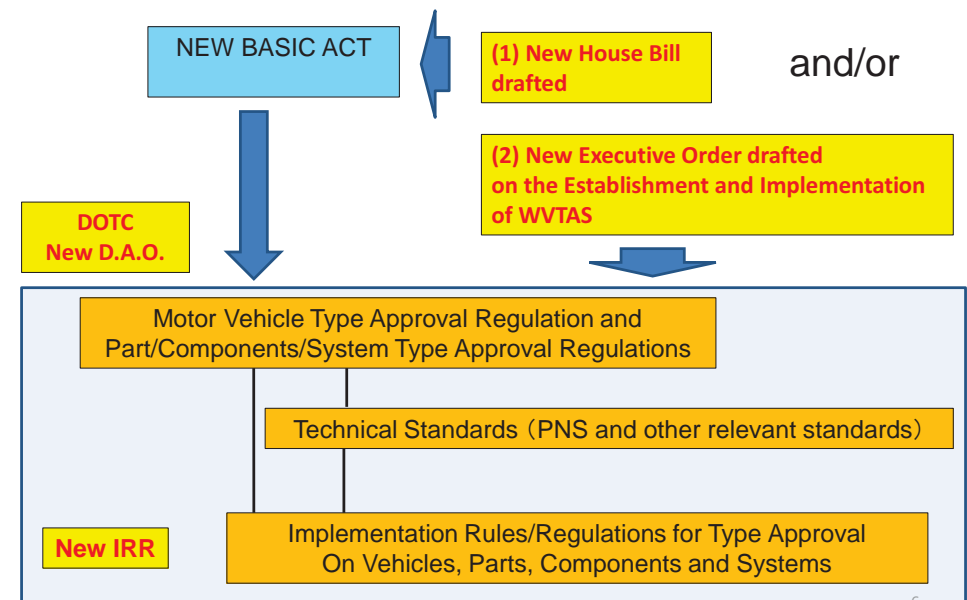 NEW BASIC ACT
(1) New House Bill
drafted
and/or
(2) New Executive Order drafted
on the Establishment and Implementation
of WVTAS
DOTC
New D.A.O.
Motor Vehicle Type Approval Regulation and
Part/Components/System Type Approval Regulations
Technical Standards（PNS and other relevant standards）
New IRR
Implementation Rules/Regulations for Type Approval
On Vehicles, Parts, Components and Systems